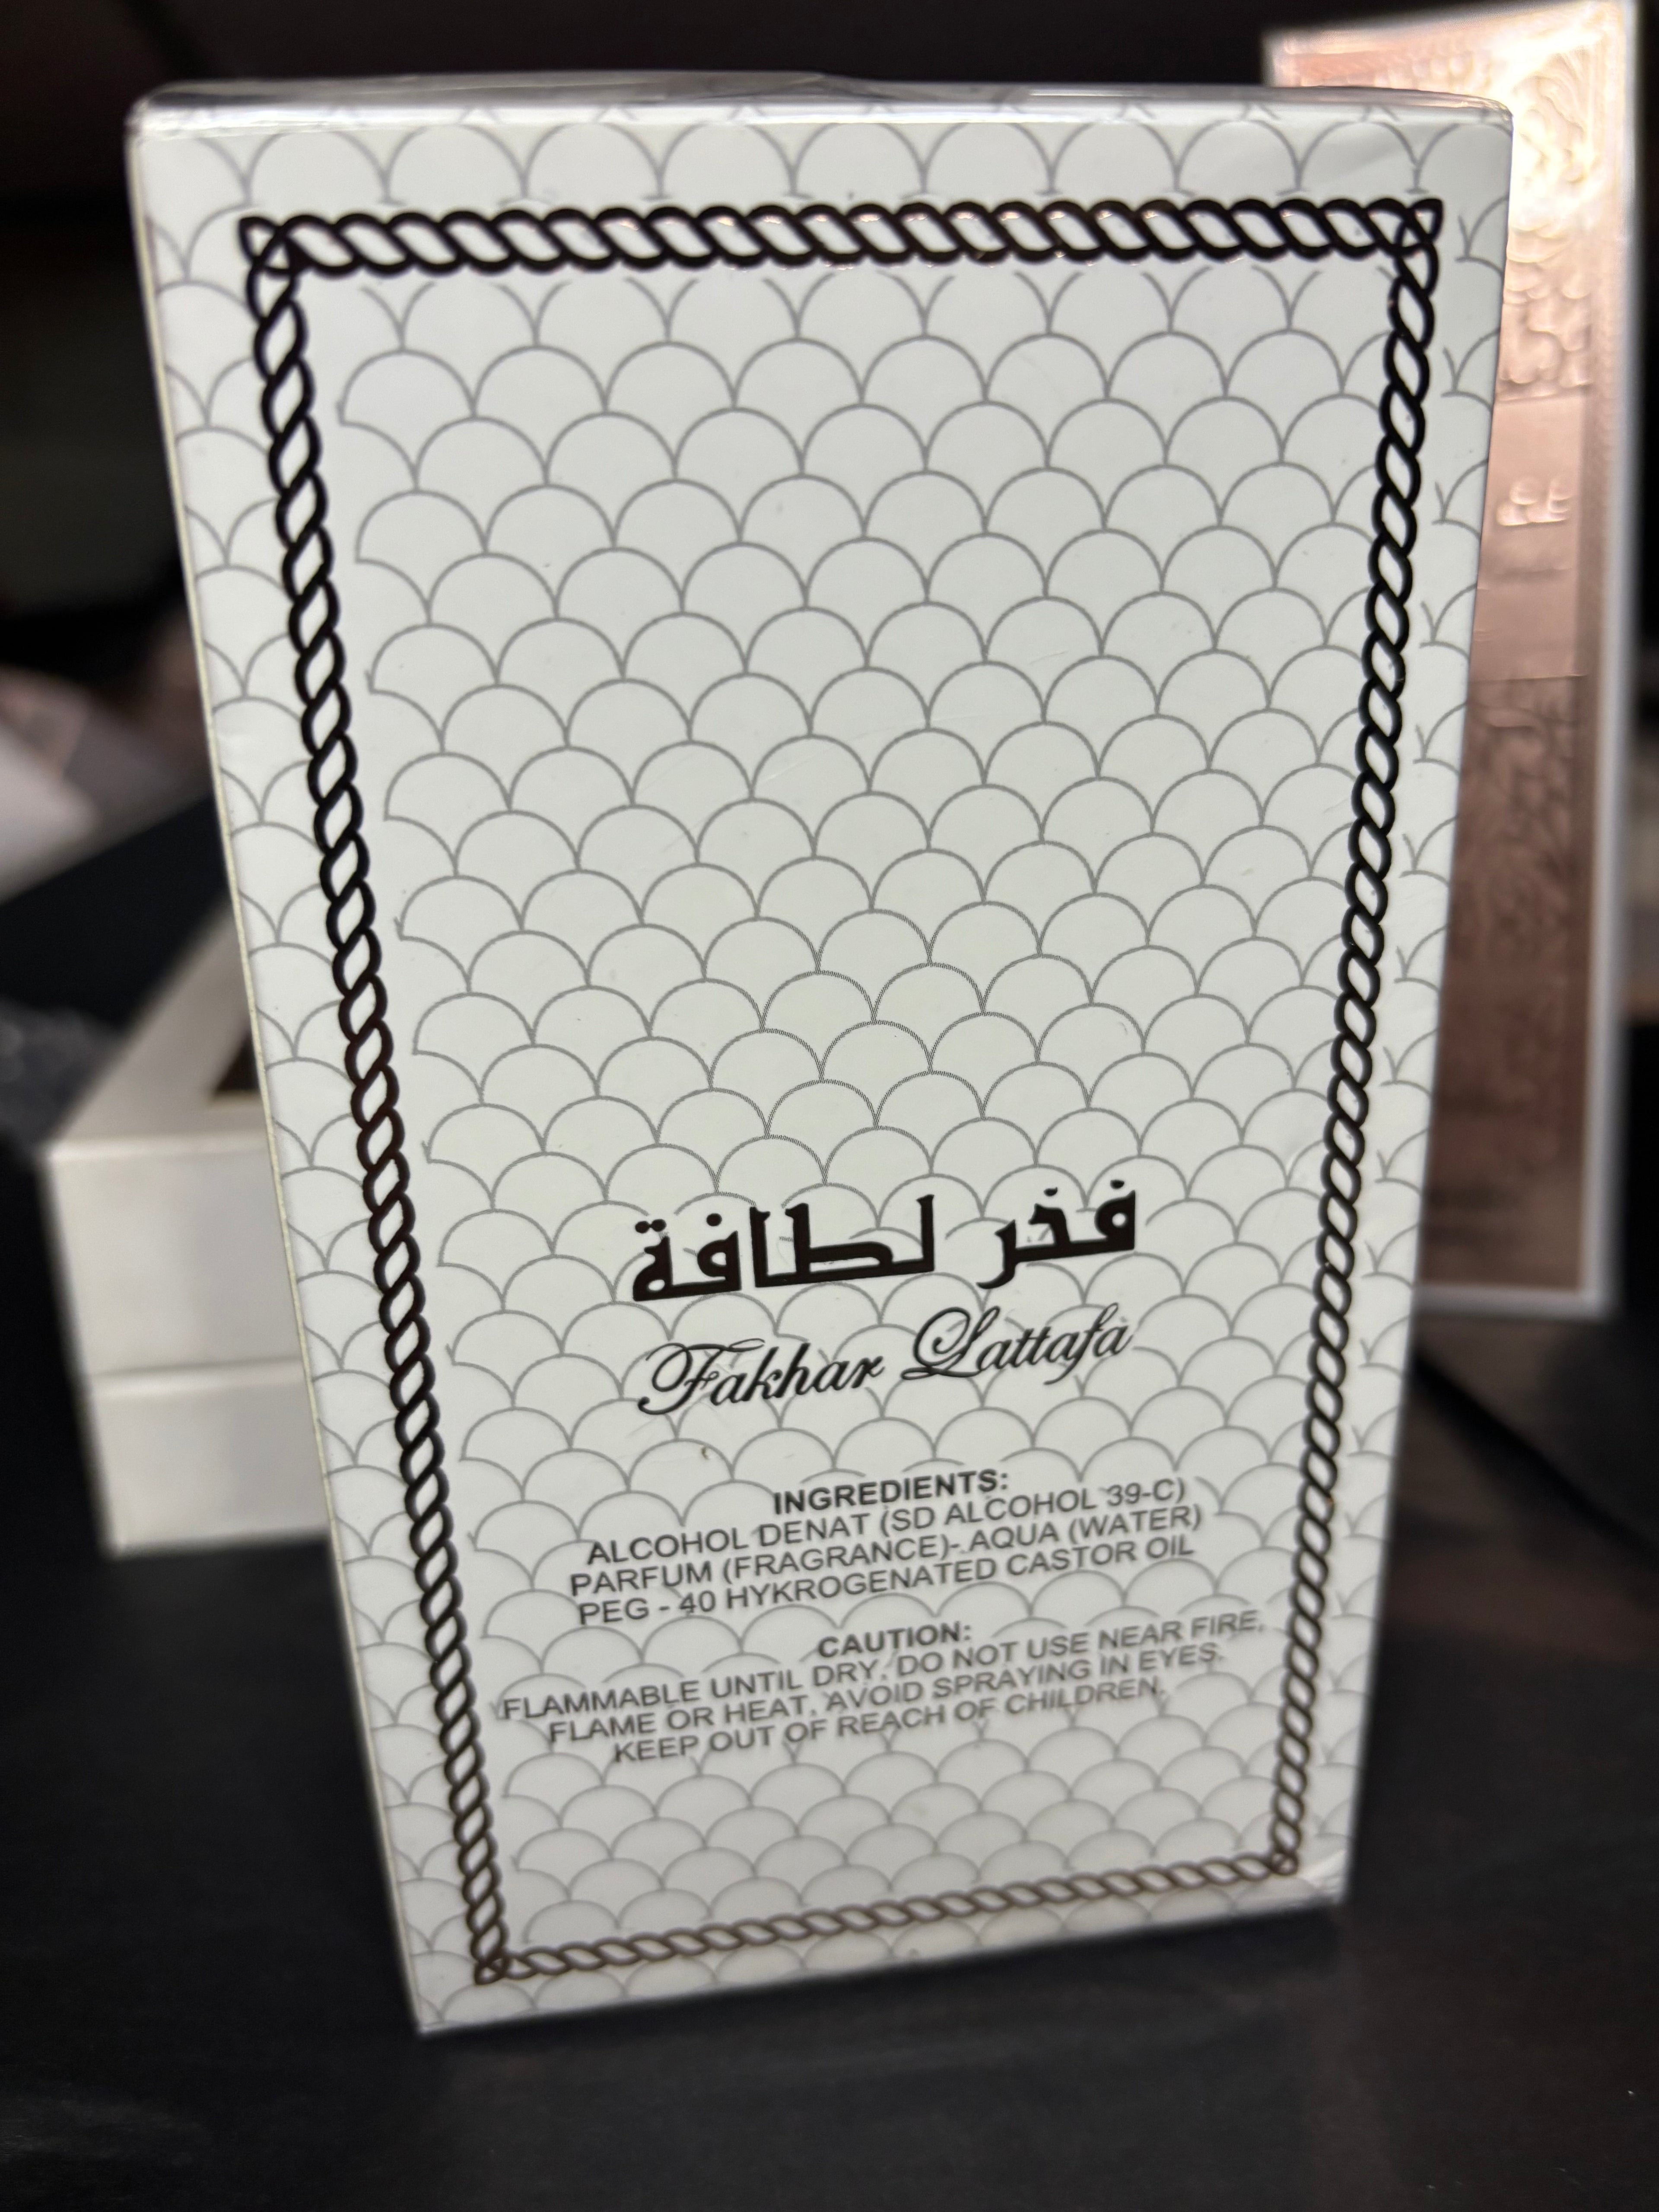 فخر لطافة
Fakhar Lattafa
INGREDIENTS:
ALCOHOL DENAT (SD ALCOHOL 39-C)
PARFUM (FRAGRANCE)- AQUA (WATER)
PEG - 40 HYKROGENATED CASTOR OIL
CAUTION:
FLAMMABLE UNTIL DRY. DO NOT USE NEAR FIRE,
FLAME OR HEAT. AVOID SPRAYING IN EYES.
KEEP OUT OF REACH OF CHILDREN.